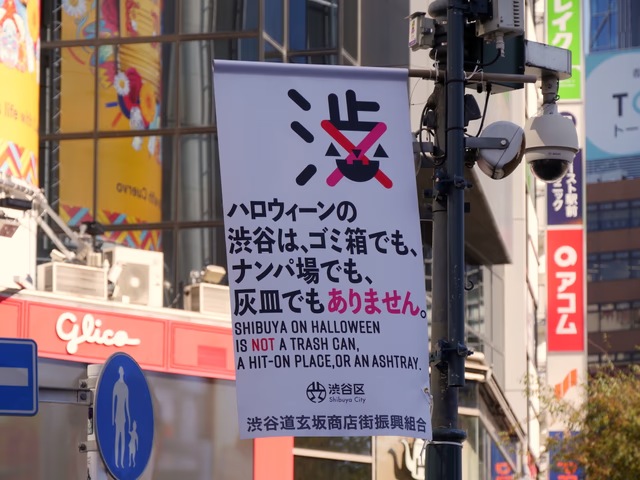 渋
ハロウィーンの
渋谷は、ゴミ箱でも、
ナンパ場でも、
灰皿でもありません。
SHIBUYA ON HALLOWEEN
IS NOT A TRASH CAN,
A HIT-ON PLACE, OR AN ASHTRAY.
渋谷区
Shibuya City
渋谷道玄坂商店街振興組合
Glico
アコム
レイク